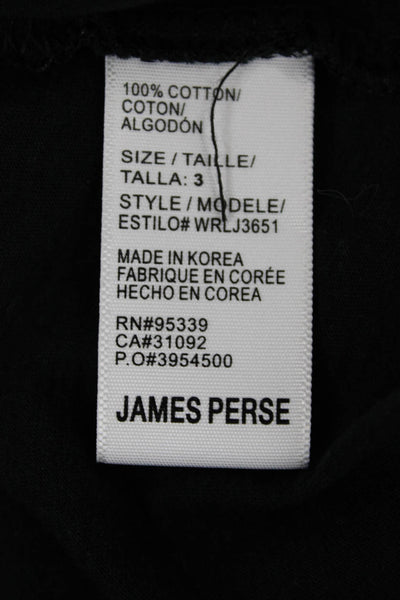 100% COTTON/
COTON/
ALGODÓN
SIZE / TAILLE/
TALLA: 3
STYLE / MODELE/
ESTILO# WRLJ3651
MADE IN KOREA
FABRIQUE EN CORÉE
HECHO EN COREA
RN#95339
CA#31092
P.O#3954500
JAMES PERSE